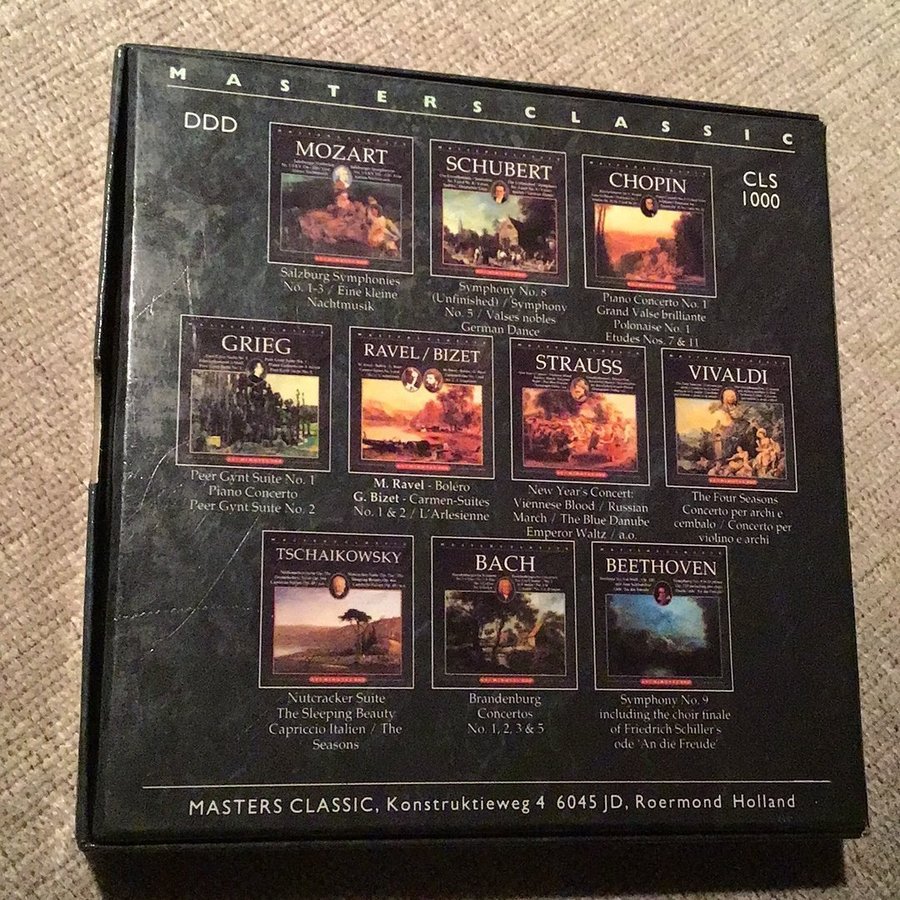 MASTERS CLASSIC
DDD
CLS
1000
MOZART
Salzburg Symphonies
No. 1-3 / Eine kleine
Nachtmusik
SCHUBERT
Symphony No. 8
(Unfinished) / Symphony
No. 5 / Valses nobles
German Dance
CHOPIN
Piano Concerto No. 1
Grand Valse brillante
Polonaise No. 1
Etudes Nos. 7 & 11
GRIEG
Peer Gynt Suite No. 1
Piano Concerto
Peer Gynt Suite No. 2
RAVEL / BIZET
M. Ravel - Boléro
G. Bizet - Carmen-Suites
No. 1 & 2 / L'Arlesienne
STRAUSS
New Year's Concert:
Viennese Blood / Russian
March / The Blue Danube
Emperor Waltz / a.o.
VIVALDI
The Four Seasons
Concerto per archi e
cembalo / Concerto per
violino e archi
TSCHAIKOWSKY
Nutcracker Suite
The Sleeping Beauty
Capriccio Italien / The
Seasons
BACH
Brandenburg
Concertos
No. 1, 2, 3 & 5
BEETHOVEN
Symphony No. 9
including the choir finale
of Friedrich Schiller's
ode 'An die Freude'
MASTERS CLASSIC, Konstruktieweg 4 6045 JD, Roermond Holland